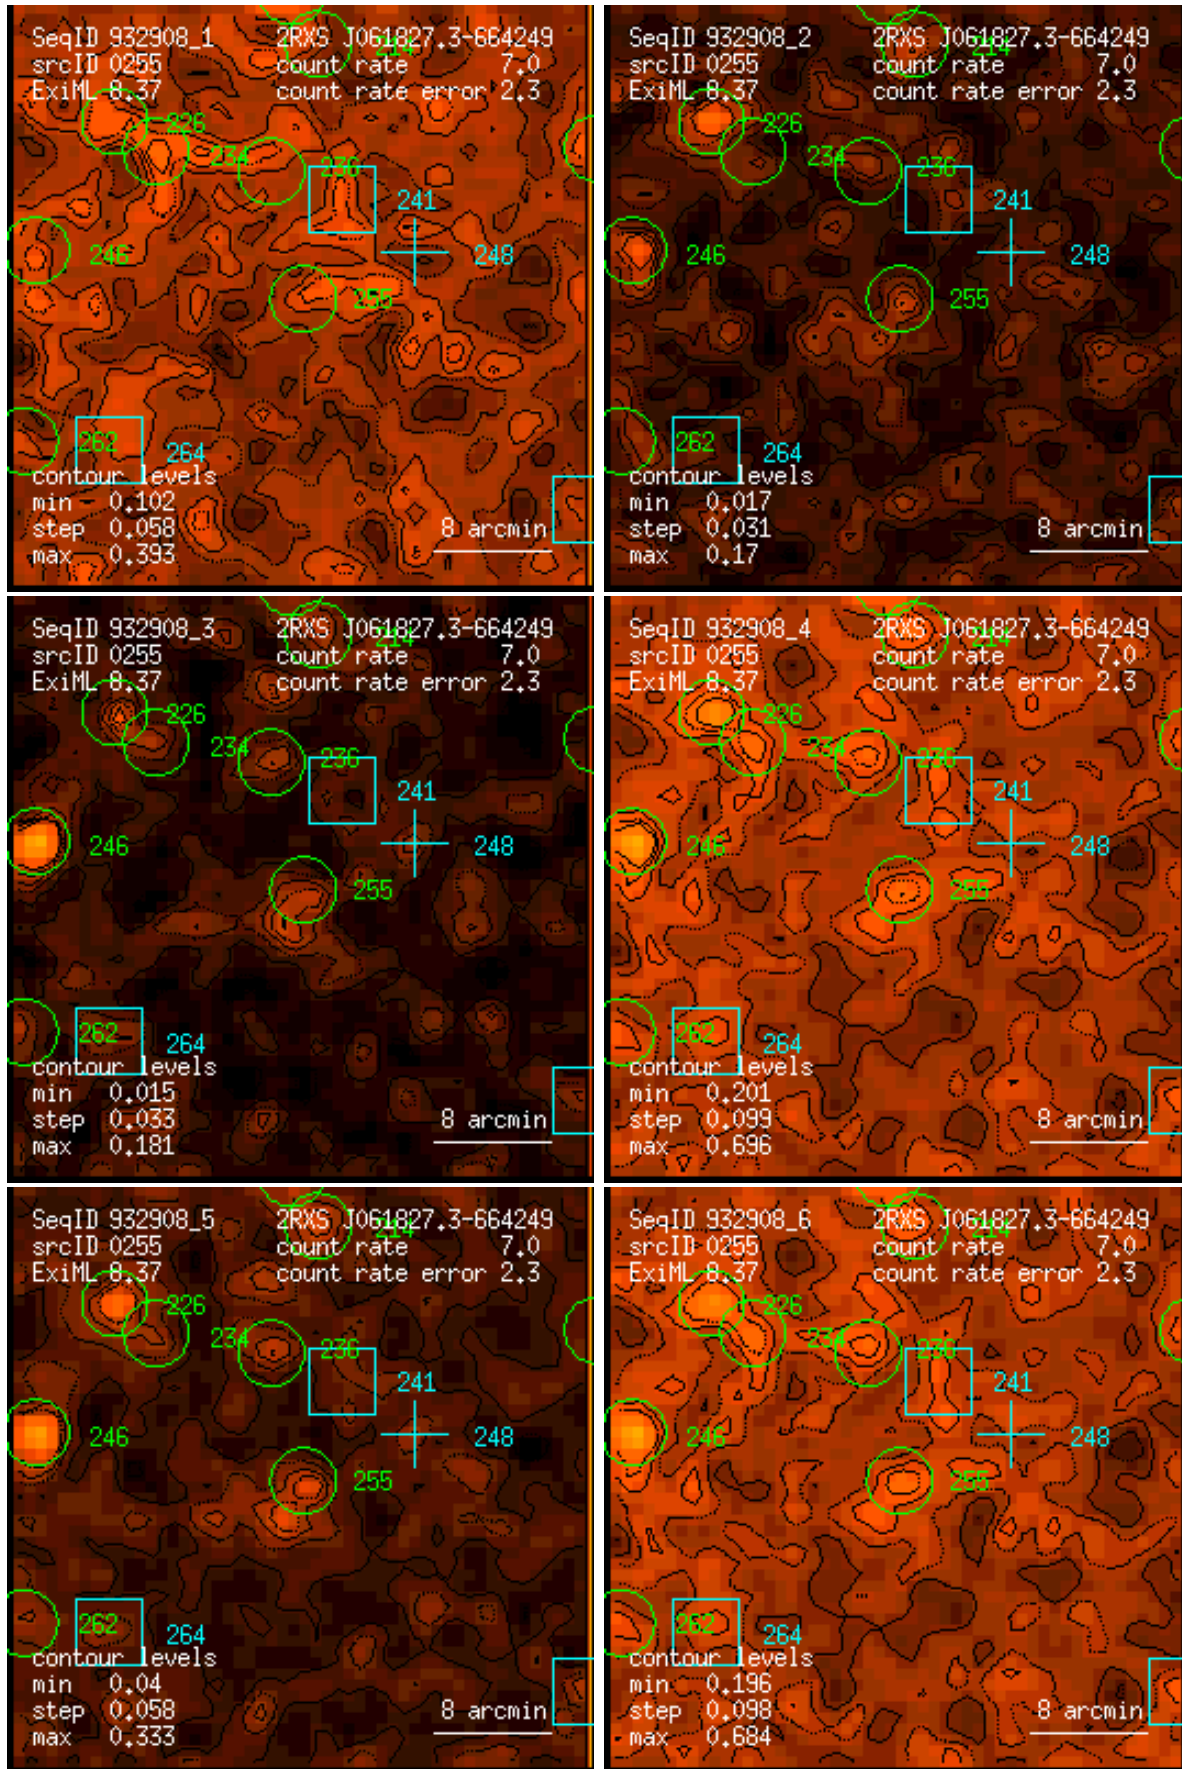 SeqID 932908_1 2RXS J061827.3-664249
214
srcID 0255 count rate 7.0
ExiML 8.37 count rate error 2.3
226
234 236
241
246 248
255
262 264
contour levels
min 0.102
step 0.058 8 arcmin
max 0.393
SeqID 932908_2 2RXS J061827.3-664249
214
srcID 0255 count rate 7.0
ExiML 8.37 count rate error 2.3
226
234 236
241
246 248
255
262 264
contour levels
min 0.017
step 0.031 8 arcmin
max 0.17
SeqID 932908_3 2RXS J061827.3-664249
214
srcID 0255 count rate 7.0
ExiML 8.37 count rate error 2.3
226
234 236
241
246 248
255
262 264
contour levels
min 0.015
step 0.033 8 arcmin
max 0.181
SeqID 932908_4 2RXS J061827.3-664249
214
srcID 0255 count rate 7.0
ExiML 8.37 count rate error 2.3
226
234 236
241
246 248
255
262 264
contour levels
min 0.201
step 0.099 8 arcmin
max 0.696
SeqID 932908_5 2RXS J061827.3-664249
214
srcID 0255 count rate 7.0
ExiML 8.37 count rate error 2.3
226
234 236
241
246 248
255
262 264
contour levels
min 0.04
step 0.058 8 arcmin
max 0.333
SeqID 932908_6 2RXS J061827.3-664249
214
srcID 0255 count rate 7.0
ExiML 8.37 count rate error 2.3
226
234 236
241
246 248
255
262 264
contour levels
min 0.196
step 0.098 8 arcmin
max 0.684